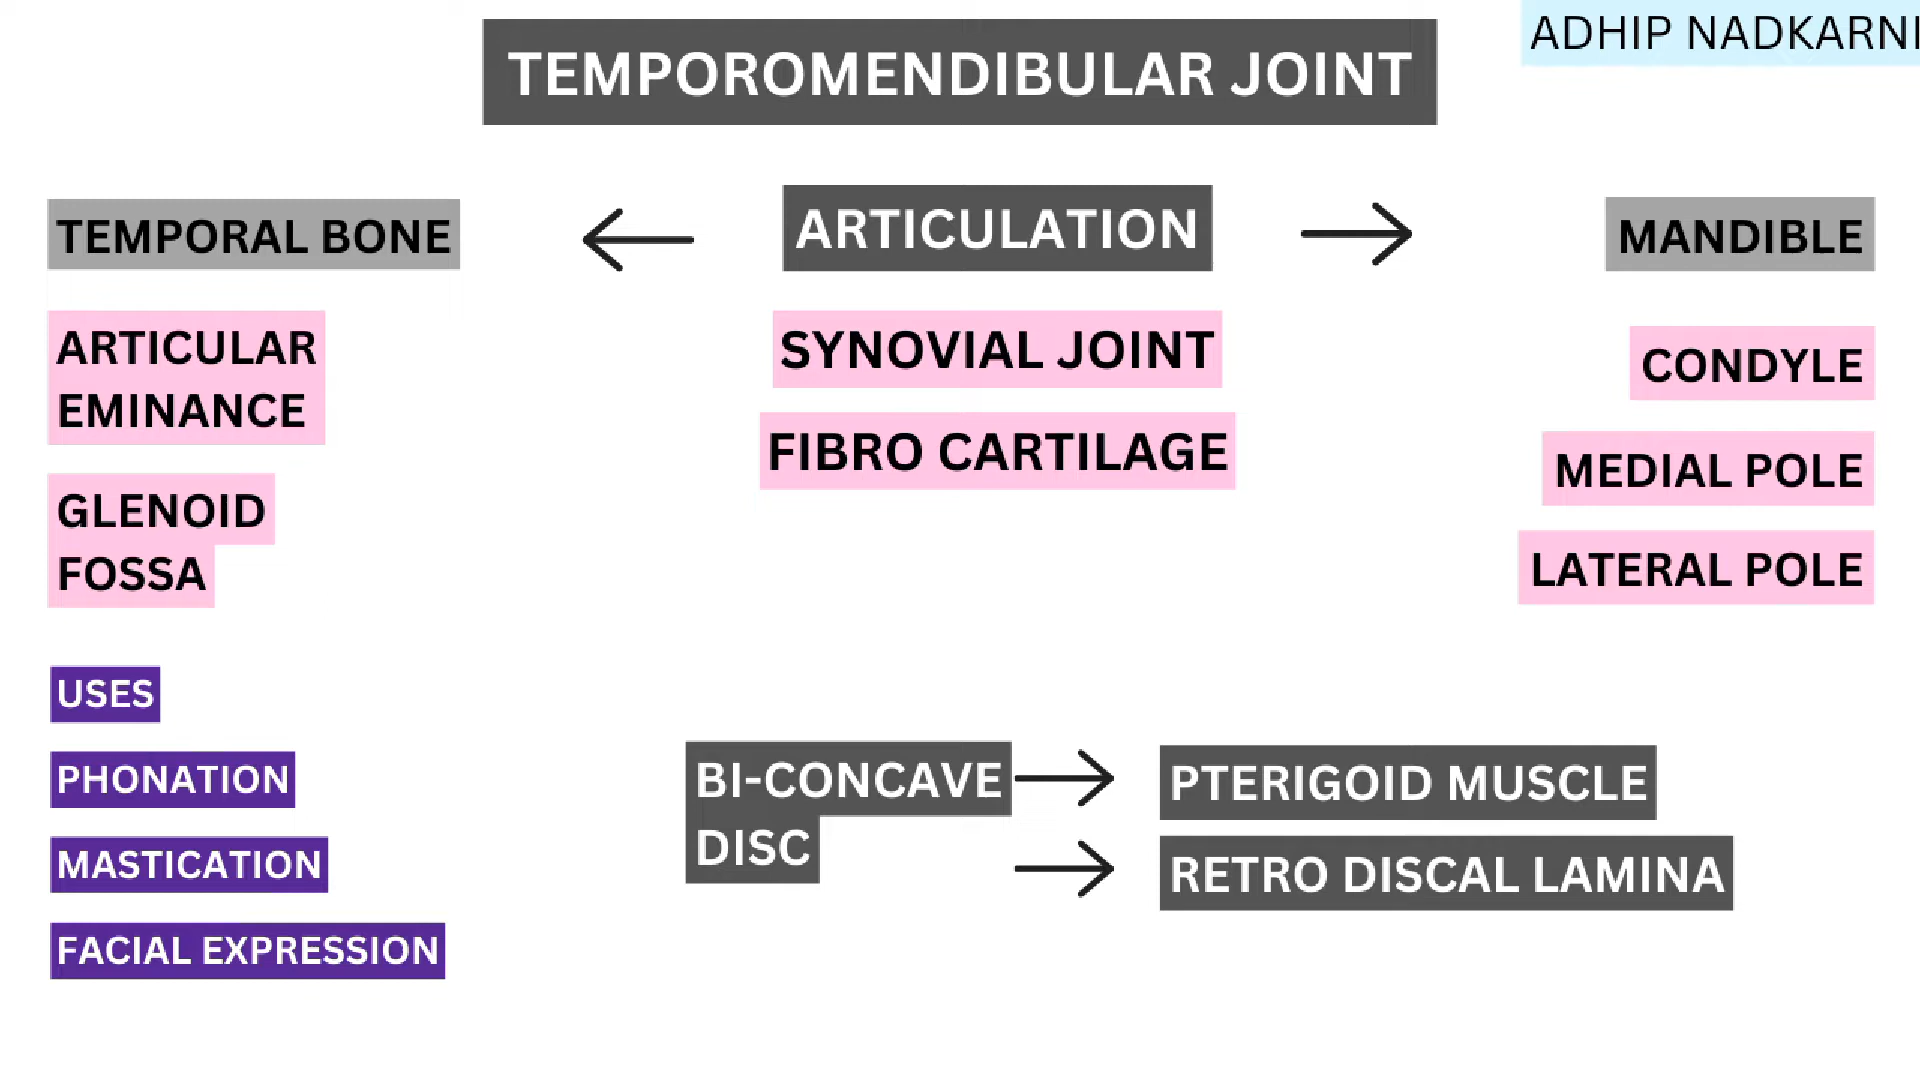 TEMPOROMENDIBULAR JOINT
ADHIP NADKARNI
TEMPORAL BONE
ARTICULAR
EMINANCE
GLENOID
FOSSA
ARTICULATION
SYNOVIAL JOINT
FIBRO CARTILAGE
MANDIBLE
CONDYLE
MEDIAL POLE
LATERAL POLE
USES
PHONATION
MASTICATION
FACIAL EXPRESSION
BI-CONCAVE
DISC
PTERIGOID MUSCLE
RETRO DISCAL LAMINA